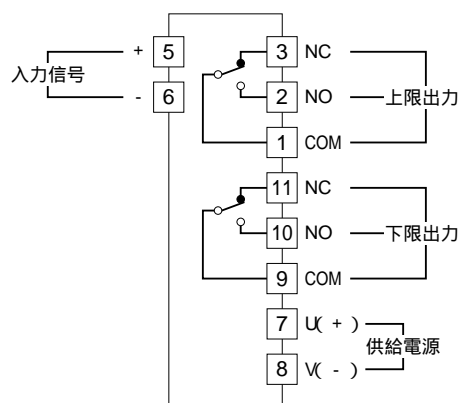 入力信号
+ 5
- 6
3 NC
2 NO
1 COM
上限出力
11 NC
10 NO
9 COM
下限出力
7 U( + )
8 V( - )
供給電源